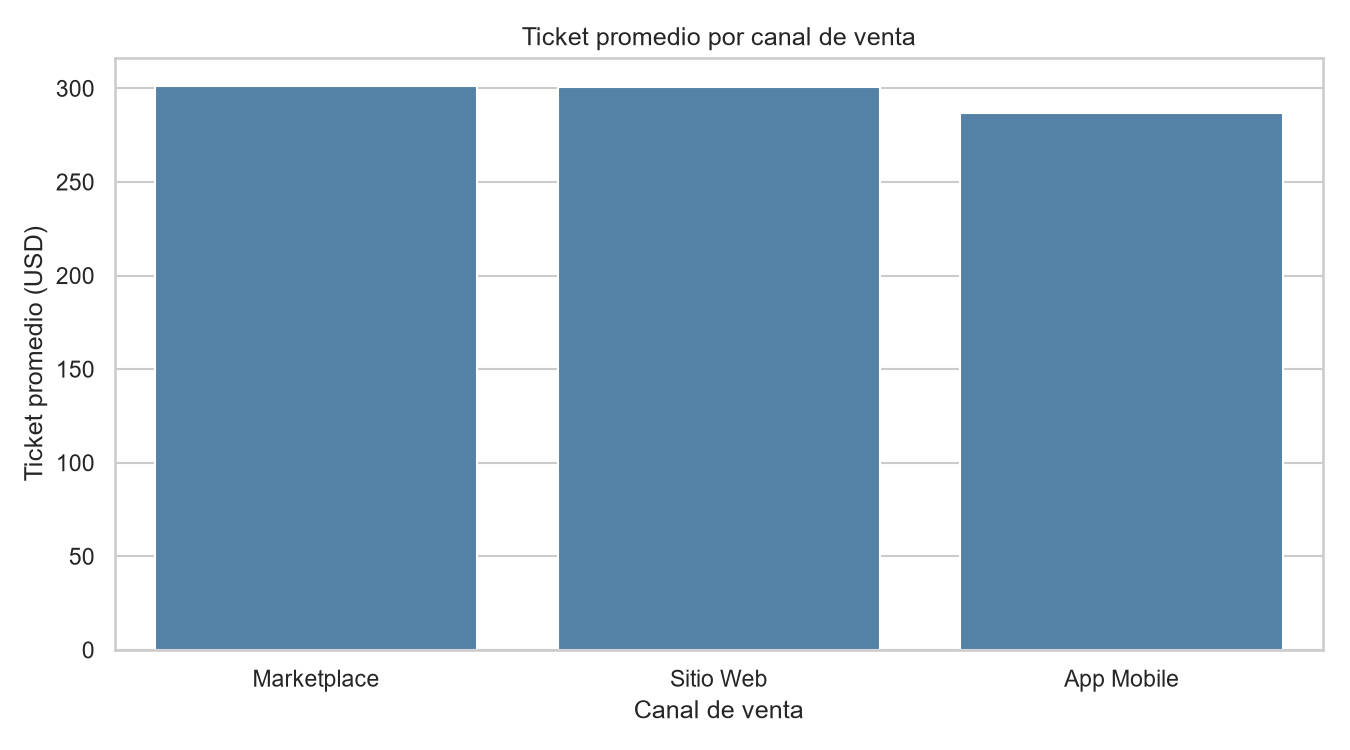 Ticket promedio por canal de venta
Ticket promedio (USD)
300
250
200
150
100
50
0
Marketplace
Sitio Web
App Mobile
Canal de venta